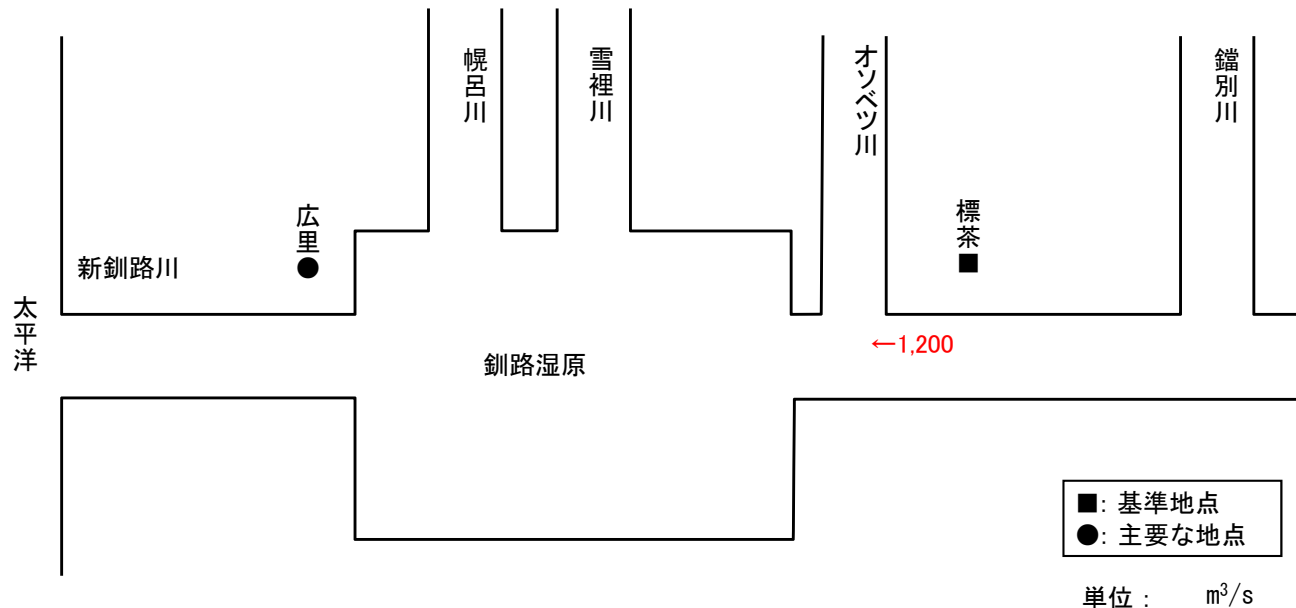 幌呂川
雪裡川
オソベツ川
鐺別川
広里
標茶
新釧路川
太平洋
←1,200
釧路湿原
■: 基準地点
●: 主要な地点
単位： m³/s